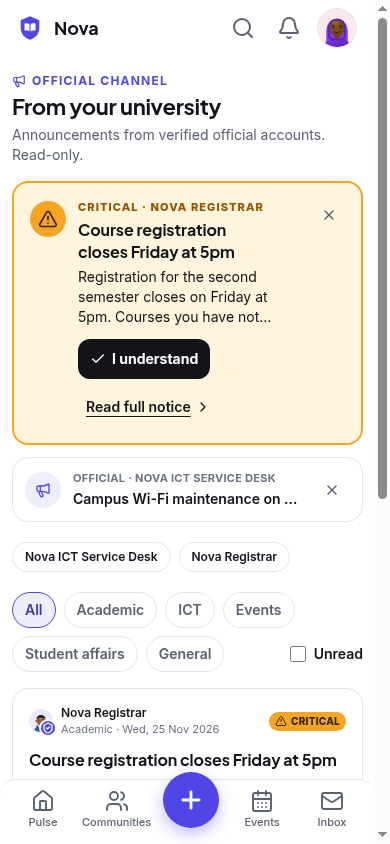 Nova
OFFICIAL CHANNEL
From your university
Announcements from verified official accounts.
Read-only.
CRITICAL · NOVA REGISTRAR
Course registration
closes Friday at 5pm
Registration for the second
semester closes on Friday at
5pm. Courses you have not...
I understand
Read full notice
OFFICIAL · NOVA ICT SERVICE DESK
Campus Wi-Fi maintenance on ...
Nova ICT Service Desk Nova Registrar
All Academic ICT Events
Student affairs General Unread
Nova Registrar
Academic · Wed, 25 Nov 2026
CRITICAL
Course registration closes Friday at 5pm
Pulse Communities Events Inbox